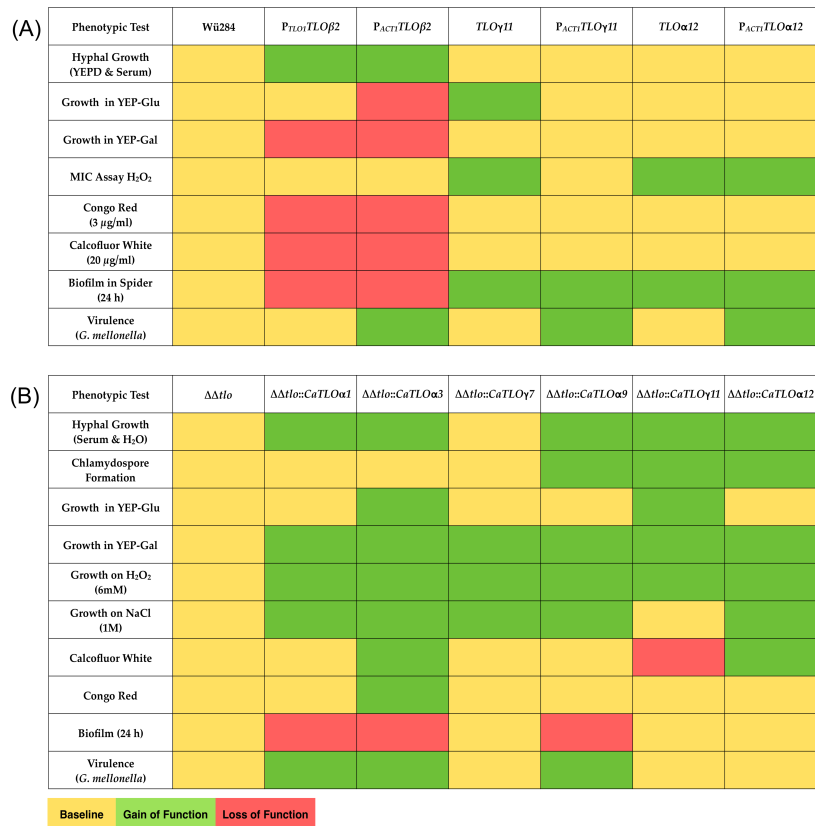 (A)
Phenotypic Test Wü284 P_TLO1TLOβ2 P_ACT1TLOβ2 TLOγ11 P_ACT1TLOγ11 TLOα12 P_ACT1TLOα12
Hyphal Growth
(YEPD & Serum)
Growth in YEP-Glu
Growth in YEP-Gal
MIC Assay H₂O₂
Congo Red
(3 µg/ml)
Calcofluor White
(20 µg/ml)
Biofilm in Spider
(24 h)
Virulence
(G. mellonella)
(B)
Phenotypic Test ΔΔtlo ΔΔtlo::CaTLOα1 ΔΔtlo::CaTLOα3 ΔΔtlo::CaTLOγ7 ΔΔtlo::CaTLOα9 ΔΔtlo::CaTLOγ11 ΔΔtlo::CaTLOα12
Hyphal Growth
(Serum & H₂O)
Chlamydospore
Formation
Growth in YEP-Glu
Growth in YEP-Gal
Growth on H₂O₂
(6mM)
Growth on NaCl
(1M)
Calcofluor White
Congo Red
Biofilm (24 h)
Virulence
(G. mellonella)
Baseline Gain of Function Loss of Function